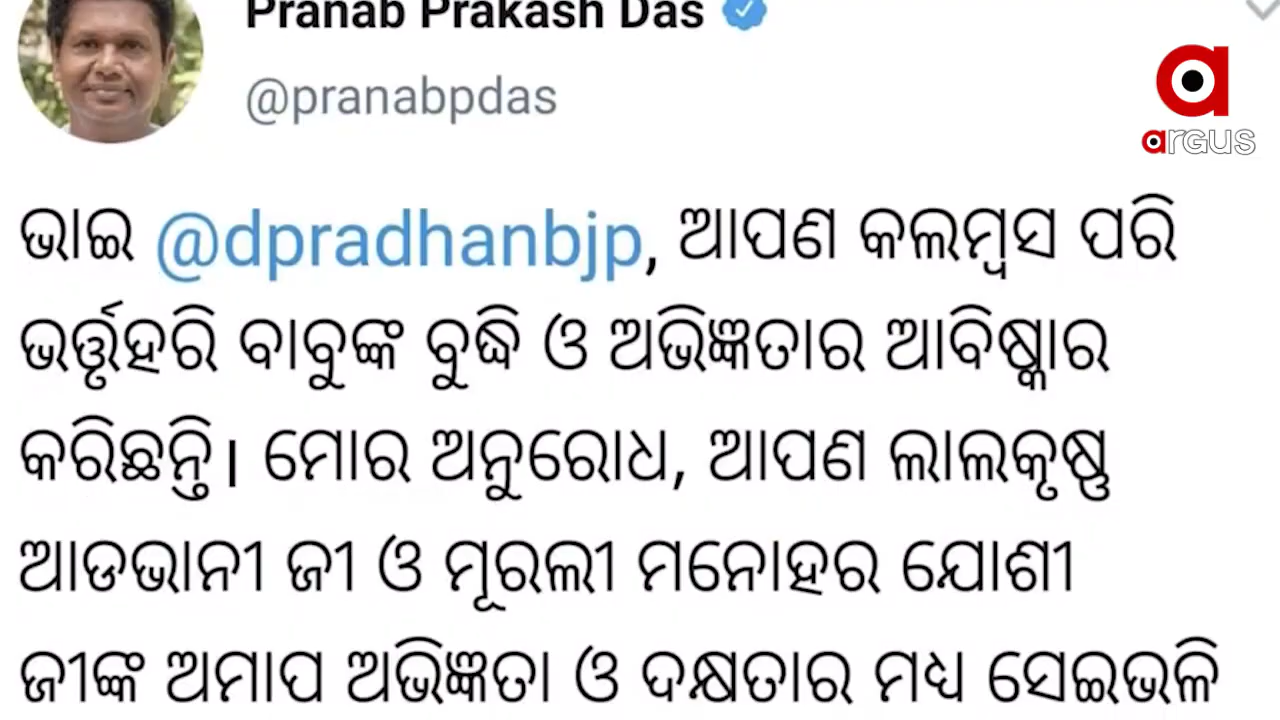 Pranab Prakash Das
@pranabpdas
argus
ଭାଇ @dpradhanbjp, ଆପଣ କଲମ୍ବସ ପରି
ଭର୍ତ୍ତୃହରି ବାବୁଙ୍କ ବୁଦ୍ଧି ଓ ଅଭିଜ୍ଞତାର ଆବିଷ୍କାର
କରିଛନ୍ତି। ମୋର ଅନୁରୋଧ, ଆପଣ ଲାଲକୃଷ୍ଣ
ଆଡଭାନୀ ଜୀ ଓ ମୂରଲୀ ମନୋହର ଯୋଶୀ
ଜୀଙ୍କ ଅମାପ ଅଭିଜ୍ଞତା ଓ ଦକ୍ଷତାର ମଧ୍ୟ ସେଇଭଳି